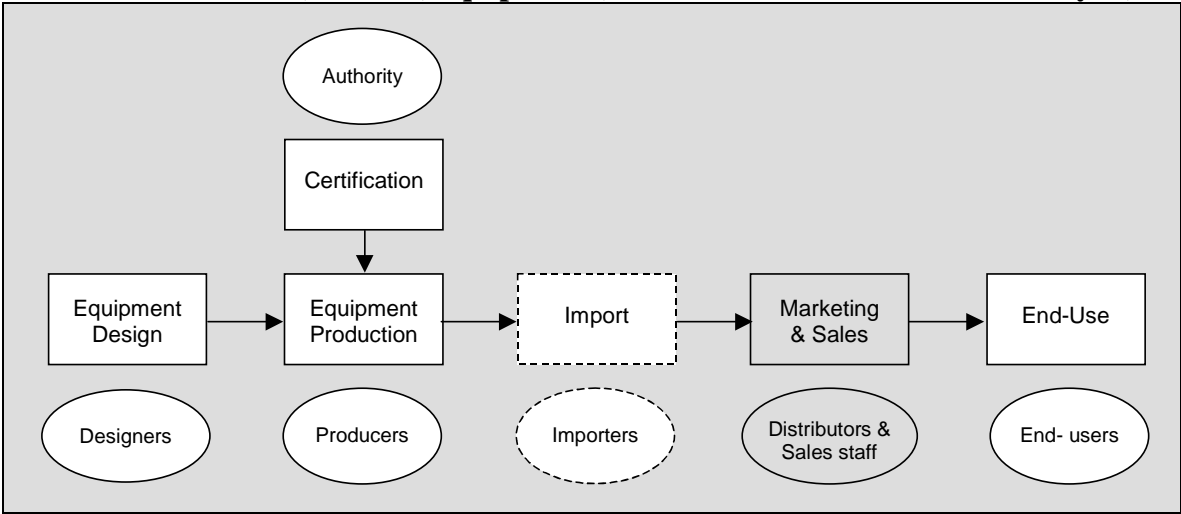 Authority
Certification
Equipment
Design
Equipment
Production
Import
Marketing
& Sales
End-Use
Designers
Producers
Importers
Distributors &
Sales staff
End- users